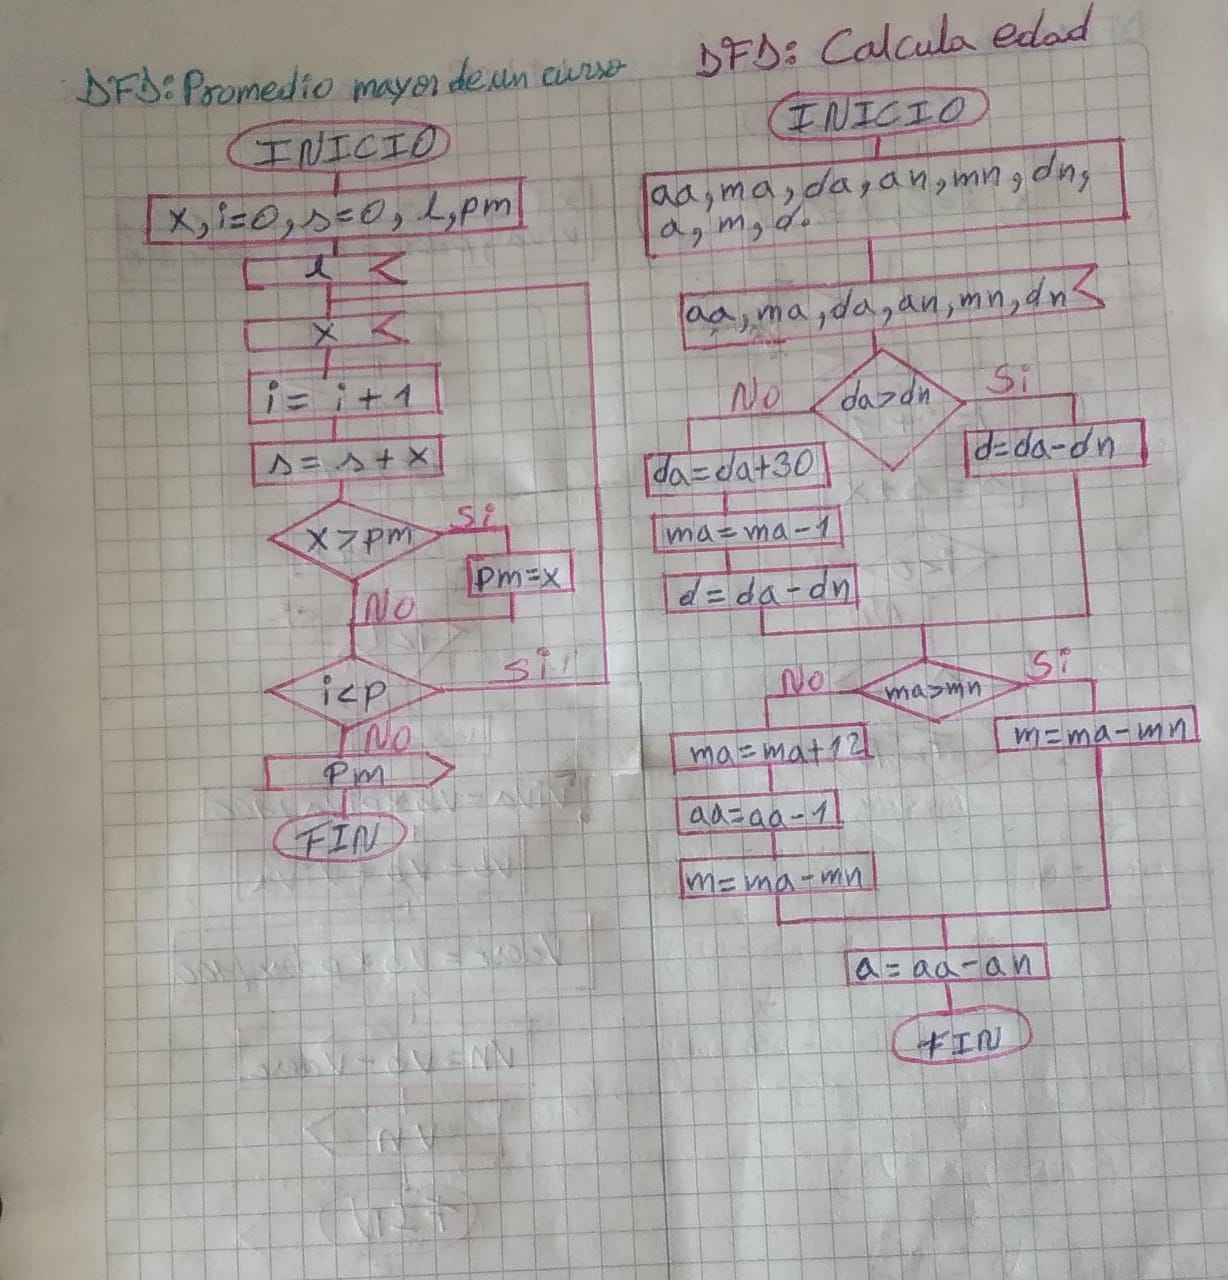 DFD: Promedio mayor de un curso
INICIO
x, i=0, s=0, l, pm
l
x
i = i + 1
s = s + x
x > pm
Si
pm=x
No
i<p
Si
No
Pm
FIN
DFD: Calcula edad
INICIO
aa, ma, da, an, mn, dn,
a, m, d.
aa, ma, da, an, mn, dn
da>dn
No
Si
da=da+30
d=da-dn
ma=ma-1
d=da-dn
ma>mn
No
Si
ma=ma+12
m=ma-mn
aa=aa-1
m=ma-mn
a=aa-an
FIN